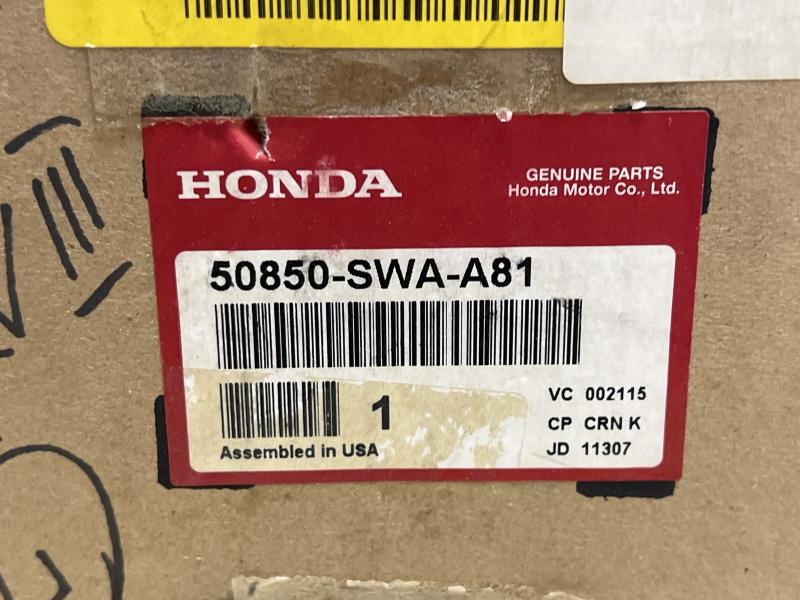 HONDA
GENUINE PARTS
Honda Motor Co., Ltd.
50850-SWA-A81
1
VC 002115
CP CRN K
JD 11307
Assembled in USA